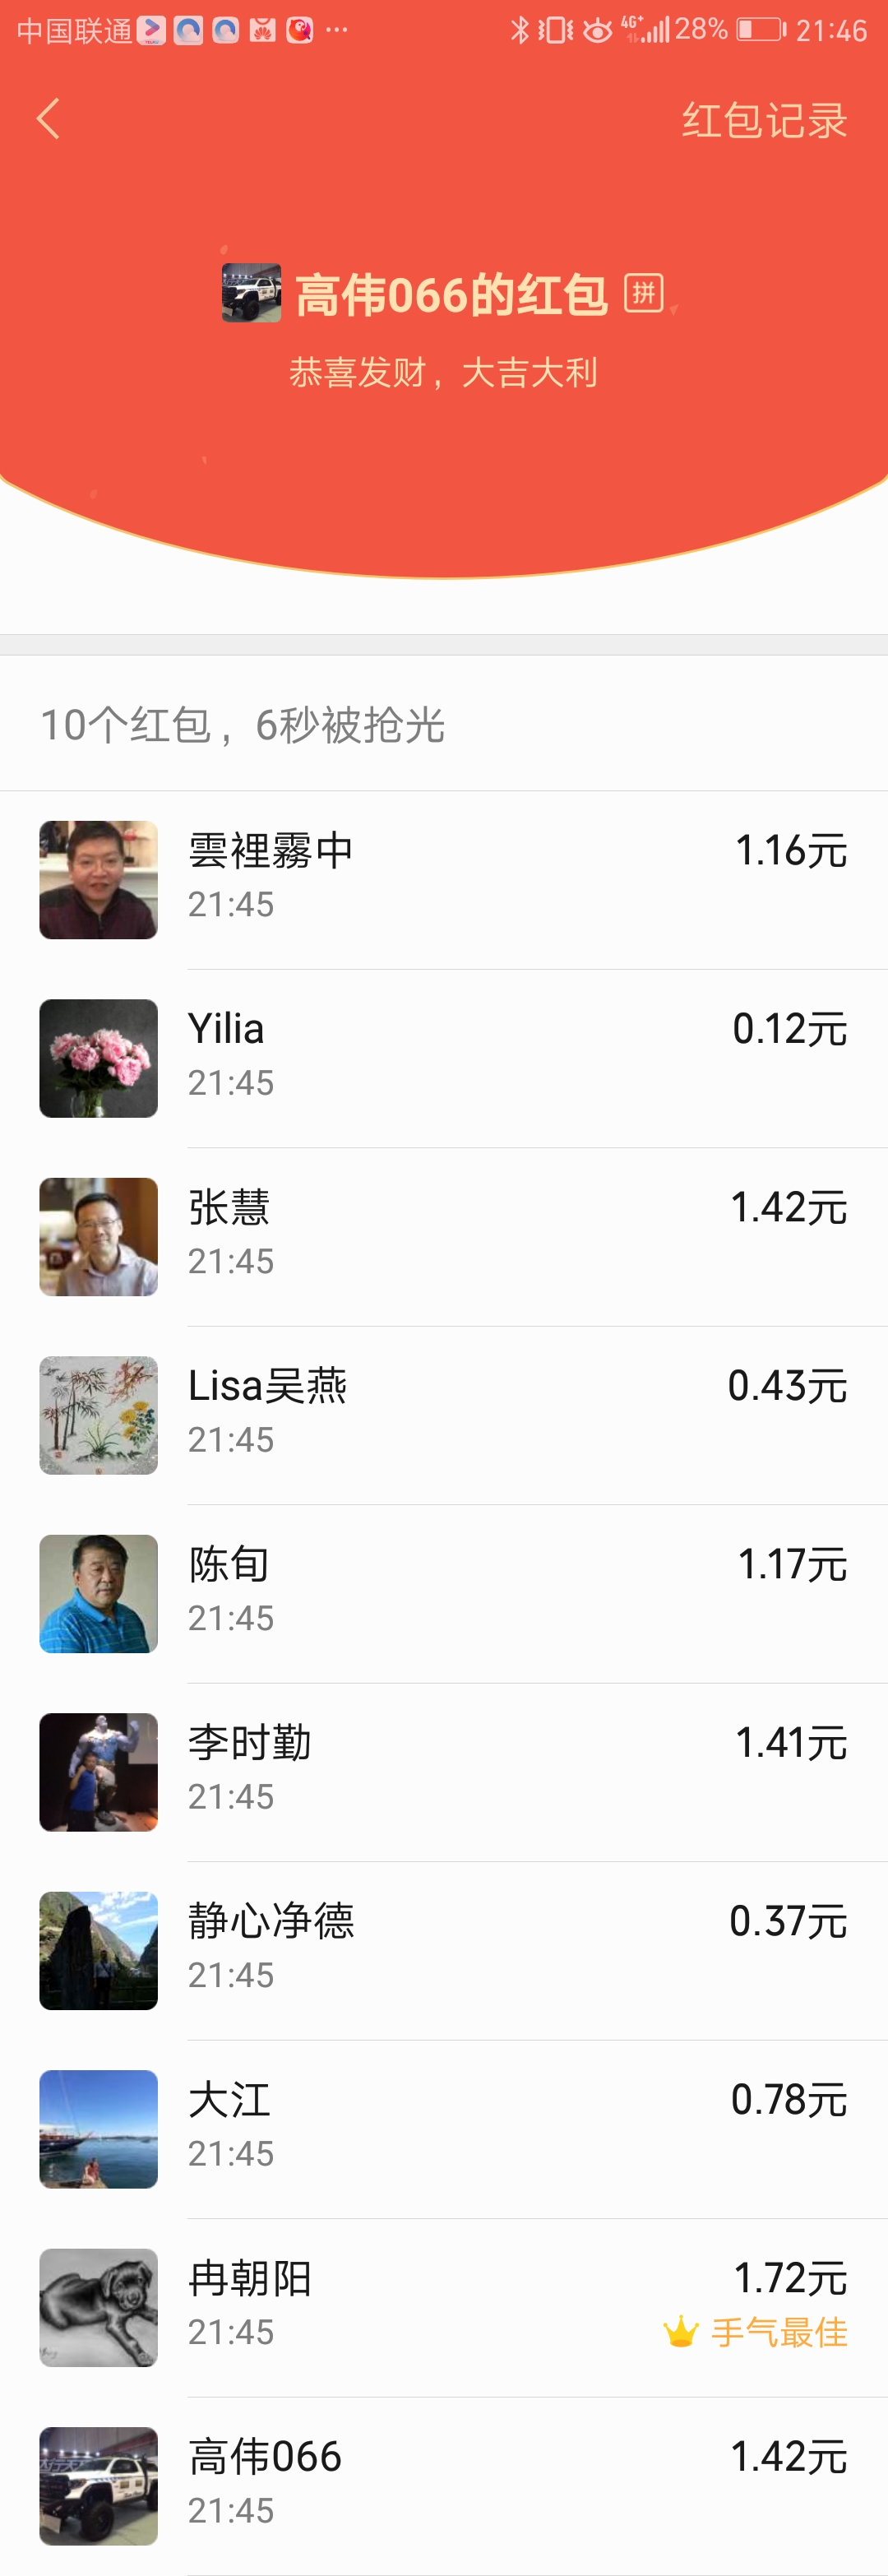 中国联通 4G+ 28% 21:46
红包记录
高伟066的红包 拼
恭喜发财，大吉大利
10个红包，6秒被抢光
雲裡霧中 1.16元
21:45
Yilia 0.12元
21:45
张慧 1.42元
21:45
Lisa吴燕 0.43元
21:45
陈旬 1.17元
21:45
李时勤 1.41元
21:45
静心净德 0.37元
21:45
大江 0.78元
21:45
冉朝阳 1.72元
21:45 手气最佳
高伟066 1.42元
21:45